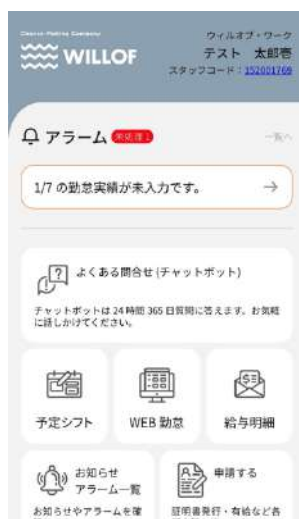 Chance-Making Company
WILLOF
ウィルオブ・ワーク
テスト 太郎壱
スタッフコード：152001768
アラーム 未処理 1
一覧へ
1/7 の勤怠実績が未入力です。 →
よくある問合せ(チャットボット)
チャットボットは 24 時間 365 日質問に答えます。お気軽
に話しかけてください。
予定シフト
WEB 勤怠
給与明細
お知らせ
アラーム一覧
お知らせやアラームを確
申請する
証明書発行・有給など各